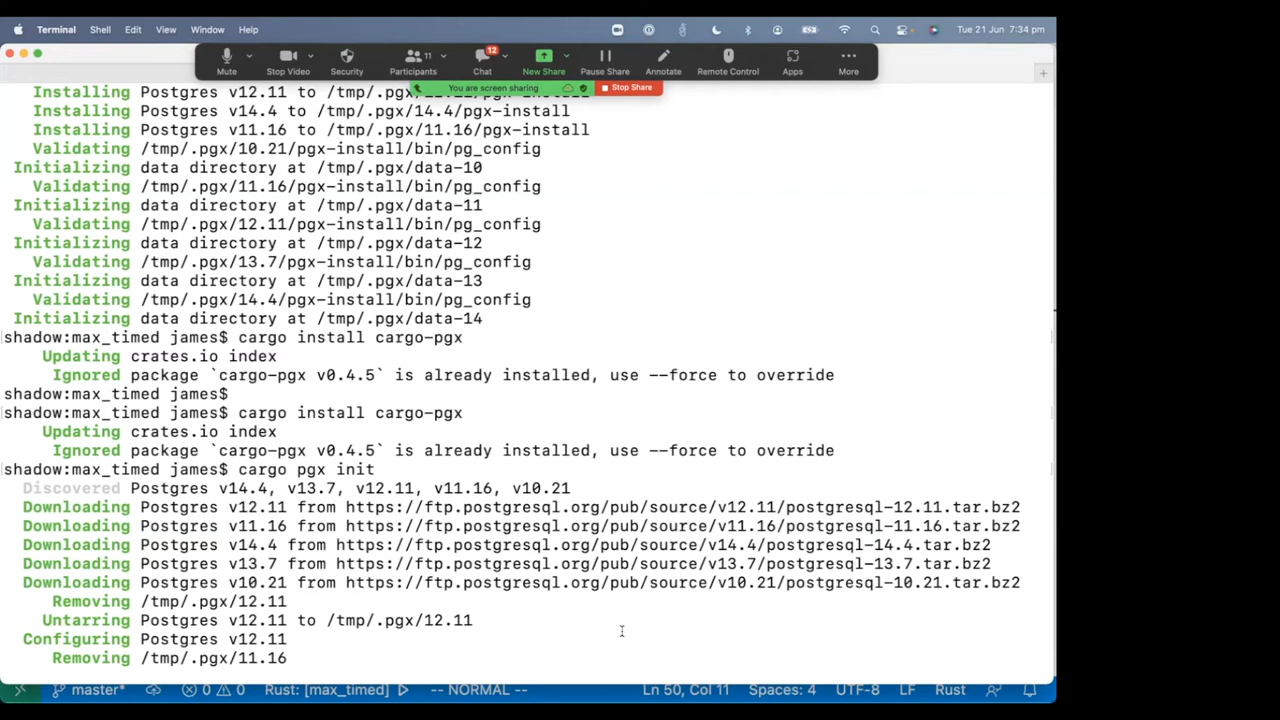 Terminal Shell Edit View Window Help Tue 21 Jun 7:34 pm
Mute Stop Video Security Participants 11 Chat 12 New Share Pause Share Annotate Remote Control Apps More
You are screen sharing Stop Share
Installing Postgres v12.11 to /tmp/.pgx/
Installing Postgres v14.4 to /tmp/.pgx/14.4/pgx-install
Installing Postgres v11.16 to /tmp/.pgx/11.16/pgx-install
Validating /tmp/.pgx/10.21/pgx-install/bin/pg_config
Initializing data directory at /tmp/.pgx/data-10
Validating /tmp/.pgx/11.16/pgx-install/bin/pg_config
Initializing data directory at /tmp/.pgx/data-11
Validating /tmp/.pgx/12.11/pgx-install/bin/pg_config
Initializing data directory at /tmp/.pgx/data-12
Validating /tmp/.pgx/13.7/pgx-install/bin/pg_config
Initializing data directory at /tmp/.pgx/data-13
Validating /tmp/.pgx/14.4/pgx-install/bin/pg_config
Initializing data directory at /tmp/.pgx/data-14
shadow:max_timed james$ cargo install cargo-pgx
Updating crates.io index
Ignored package `cargo-pgx v0.4.5` is already installed, use --force to override
shadow:max_timed james$
shadow:max_timed james$ cargo install cargo-pgx
Updating crates.io index
Ignored package `cargo-pgx v0.4.5` is already installed, use --force to override
shadow:max_timed james$ cargo pgx init
Discovered Postgres v14.4, v13.7, v12.11, v11.16, v10.21
Downloading Postgres v12.11 from https://ftp.postgresql.org/pub/source/v12.11/postgresql-12.11.tar.bz2
Downloading Postgres v11.16 from https://ftp.postgresql.org/pub/source/v11.16/postgresql-11.16.tar.bz2
Downloading Postgres v14.4 from https://ftp.postgresql.org/pub/source/v14.4/postgresql-14.4.tar.bz2
Downloading Postgres v13.7 from https://ftp.postgresql.org/pub/source/v13.7/postgresql-13.7.tar.bz2
Downloading Postgres v10.21 from https://ftp.postgresql.org/pub/source/v10.21/postgresql-10.21.tar.bz2
Removing /tmp/.pgx/12.11
Untarring Postgres v12.11 to /tmp/.pgx/12.11
Configuring Postgres v12.11
Removing /tmp/.pgx/11.16
master* 0 0 Rust: [max_timed] -- NORMAL -- Ln 50, Col 11 Spaces: 4 UTF-8 LF Rust